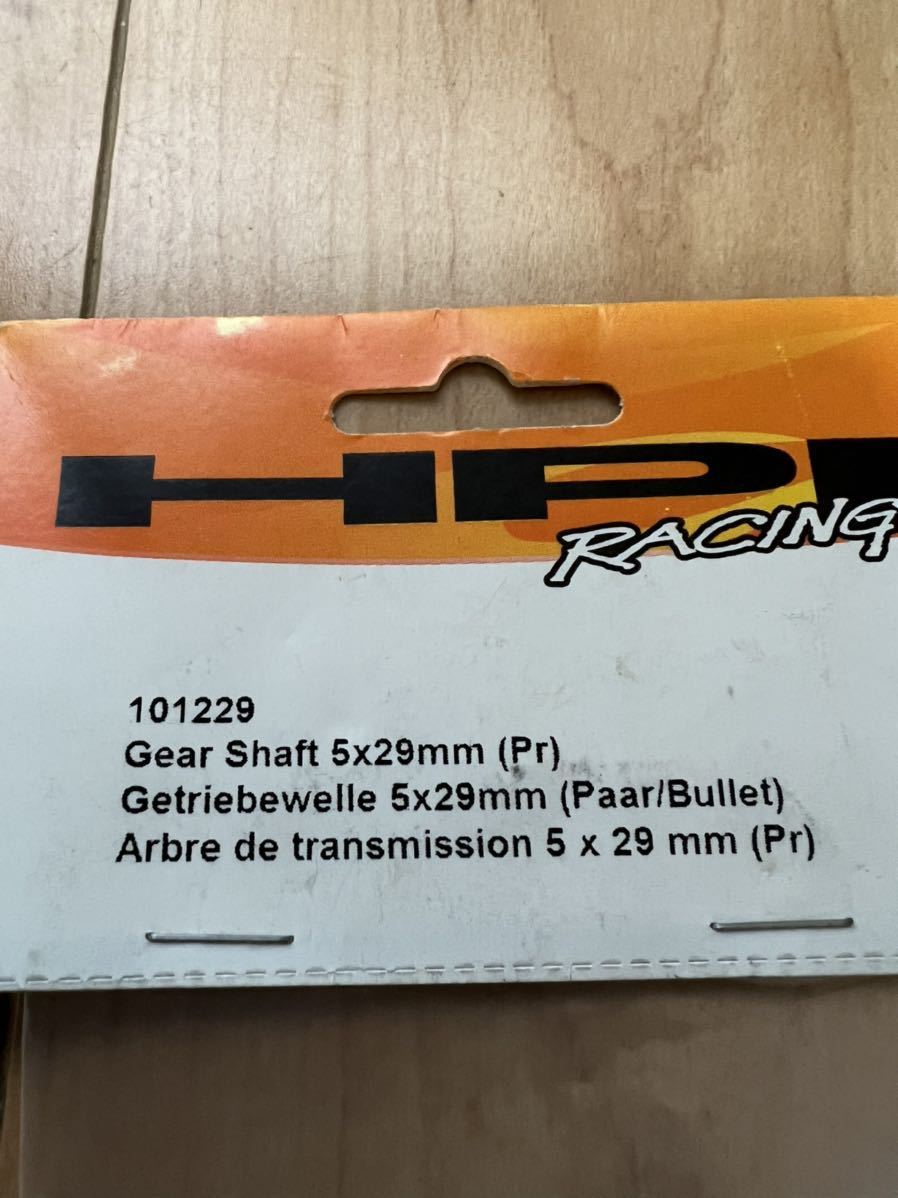 HPI
RACING
101229
Gear Shaft 5x29mm (Pr)
Getriebewelle 5x29mm (Paar/Bullet)
Arbre de transmission 5 x 29 mm (Pr)